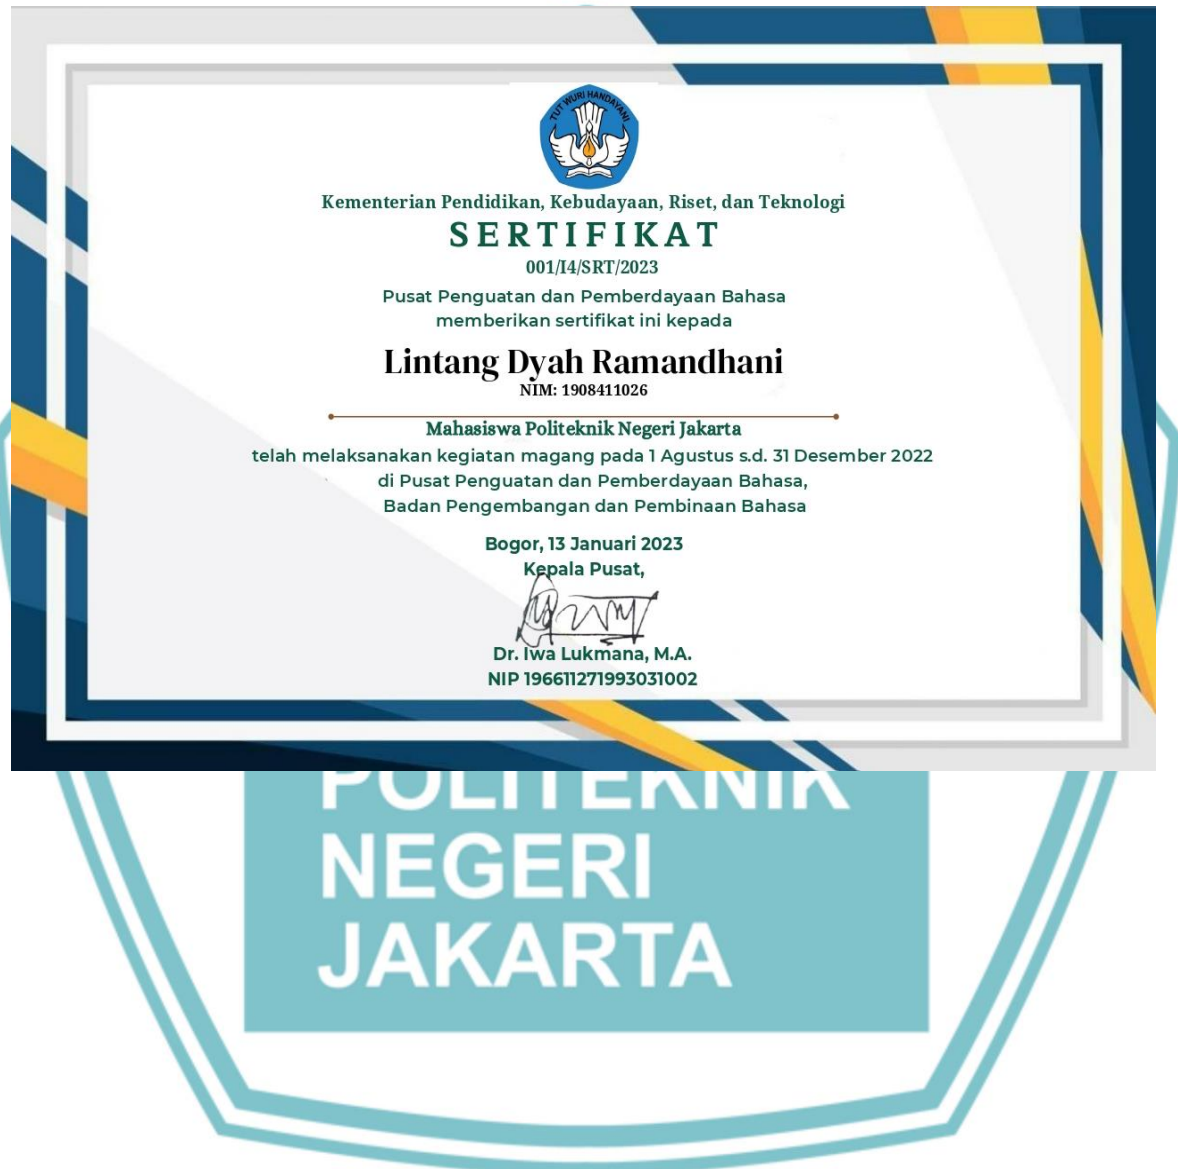 TUT WURI HANDAYANI
Kementerian Pendidikan, Kebudayaan, Riset, dan Teknologi
SERTIFIKAT
001/I4/SRT/2023
Pusat Penguatan dan Pemberdayaan Bahasa
memberikan sertifikat ini kepada
Lintang Dyah Ramandhani
NIM: 1908411026
Mahasiswa Politeknik Negeri Jakarta
telah melaksanakan kegiatan magang pada 1 Agustus s.d. 31 Desember 2022
di Pusat Penguatan dan Pemberdayaan Bahasa,
Badan Pengembangan dan Pembinaan Bahasa
Bogor, 13 Januari 2023
Kepala Pusat,
Dr. Iwa Lukmana, M.A.
NIP 196611271993031002
POLITEKNIK
NEGERI
JAKARTA